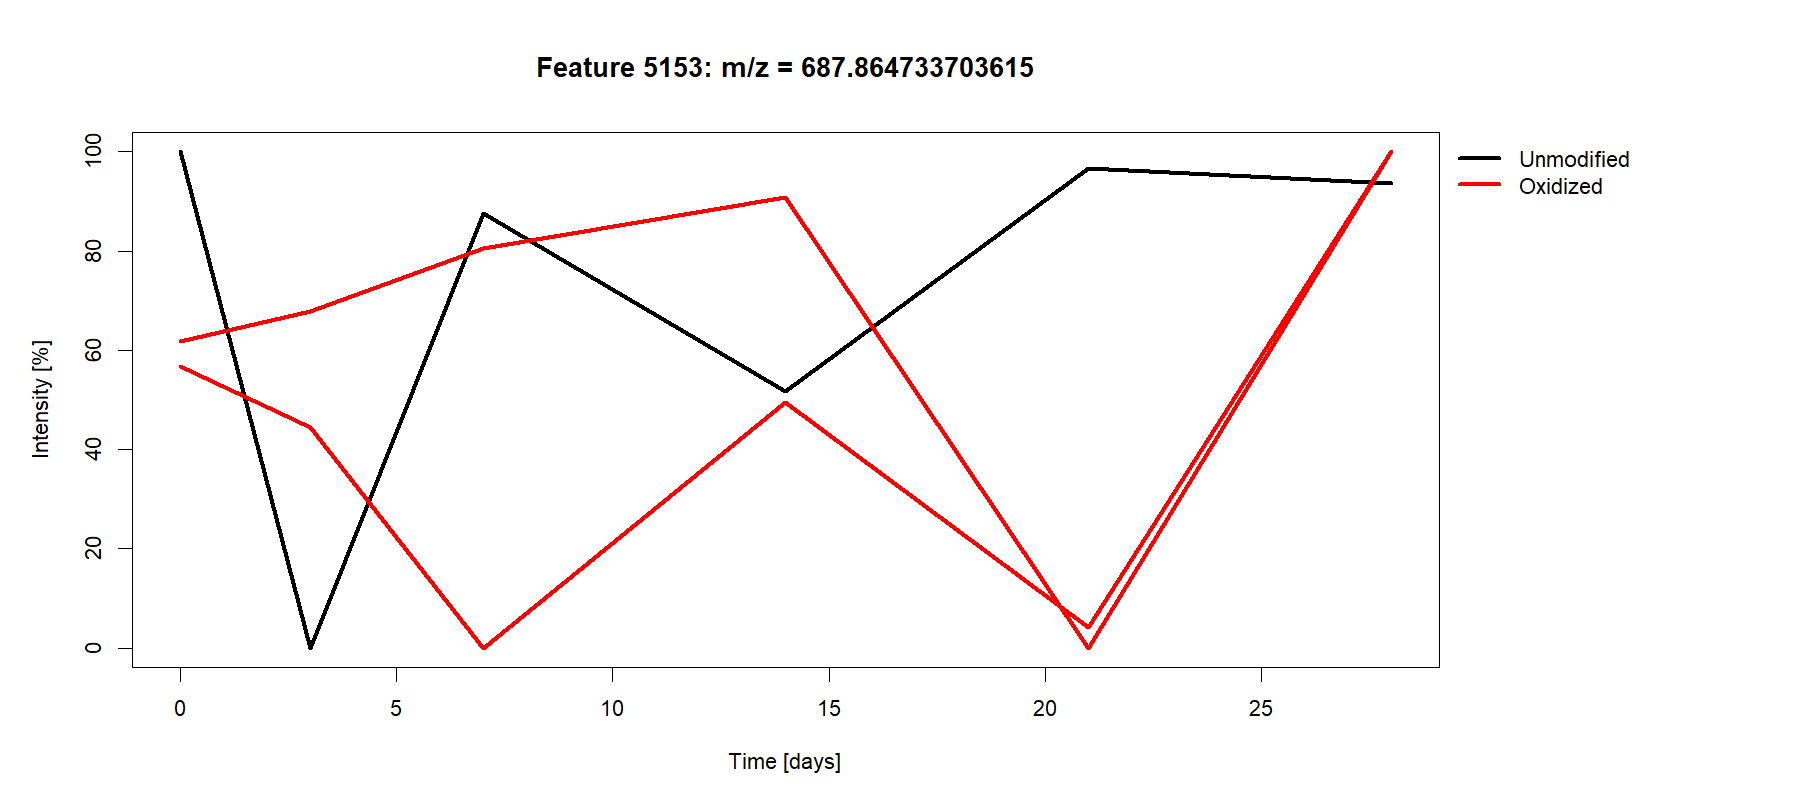 Feature 5153: m/z = 687.864733703615
Unmodified
Oxidized
Intensity [%]
100
80
60
40
20
0
0 5 10 15 20 25
Time [days]